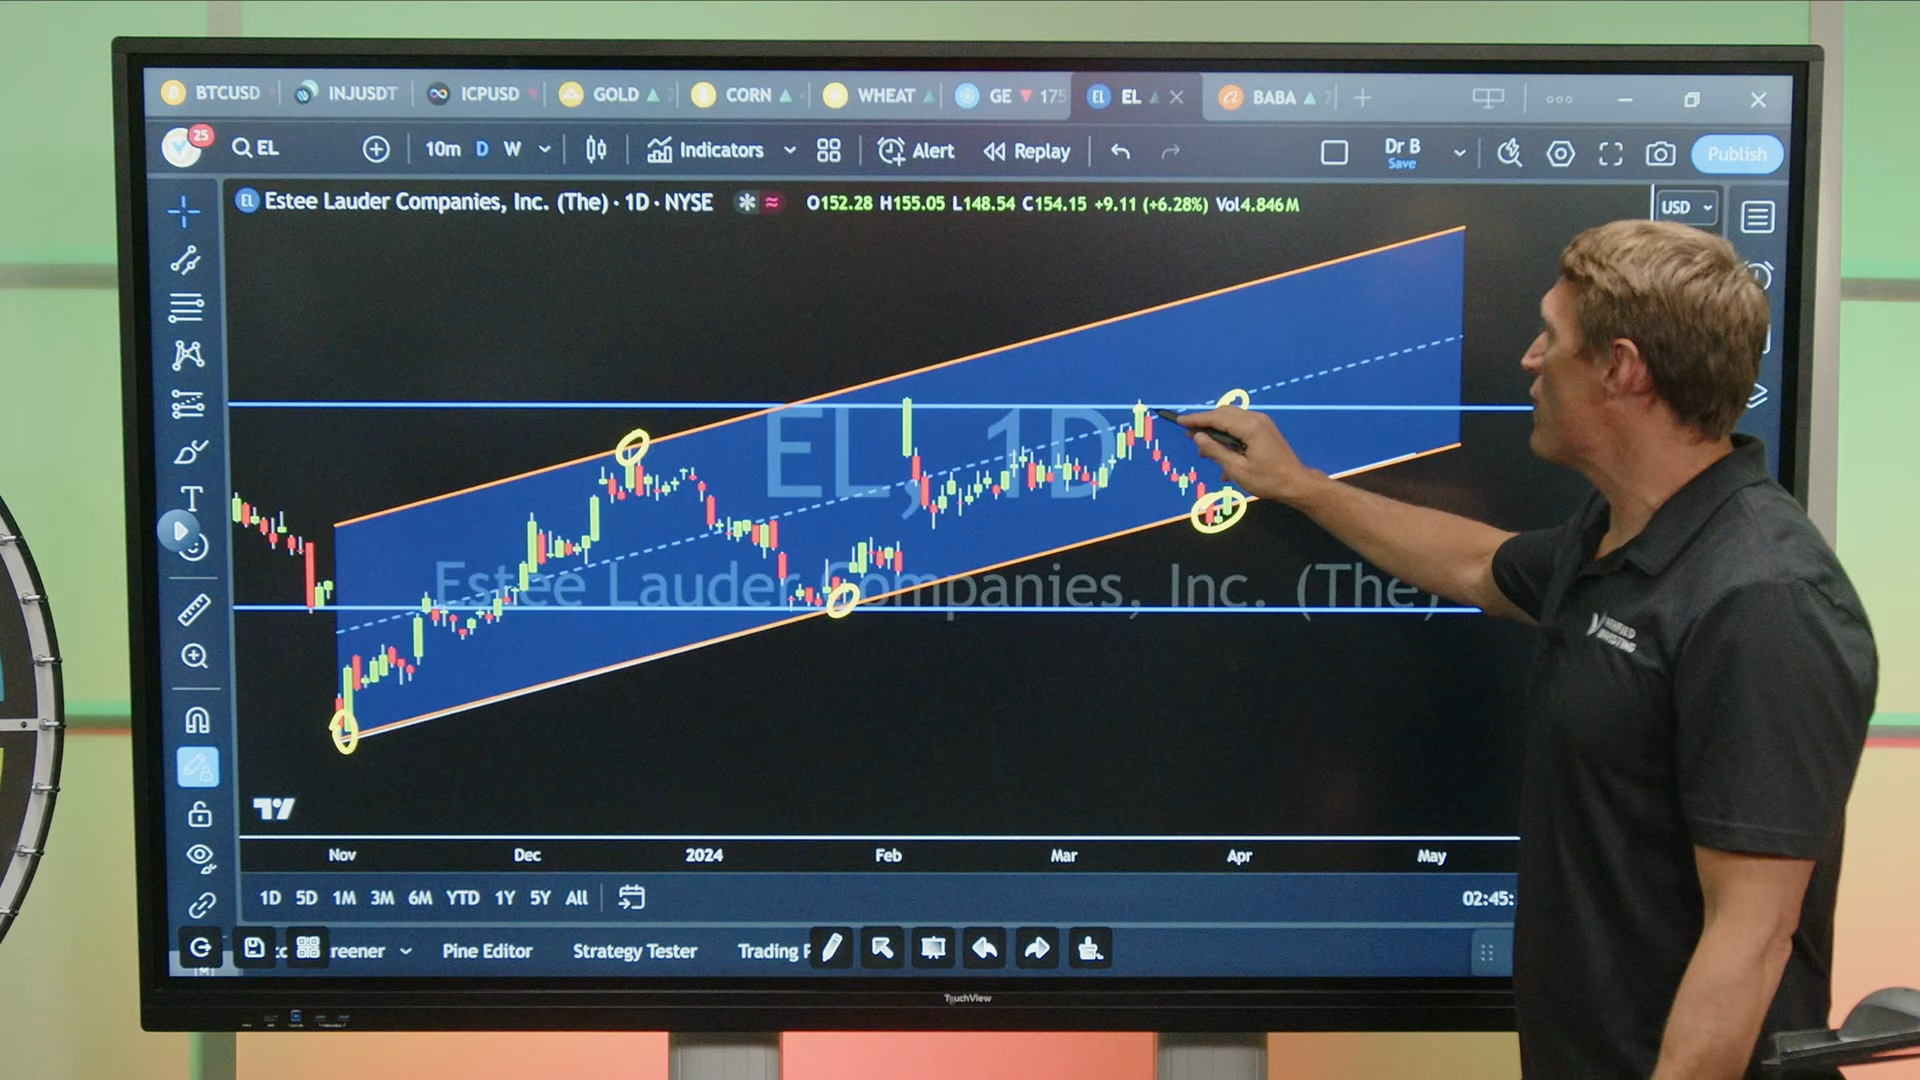 BTCUSD INJUSDT ICPUSD GOLD CORN WHEAT GE 175 EL BABA
25 EL 10m D W Indicators Alert Replay Dr B Save Publish
EL Estee Lauder Companies, Inc. (The) · 1D · NYSE O152.28 H155.05 L148.54 C154.15 +9.11 (+6.28%) Vol4.846M USD
EL, 1D
Estee Lauder Companies, Inc. (The)
Nov Dec 2024 Feb Mar Apr May
1D 5D 1M 3M 6M YTD 1Y 5Y All 02:45:
reener Pine Editor Strategy Tester Trading P
TouchView